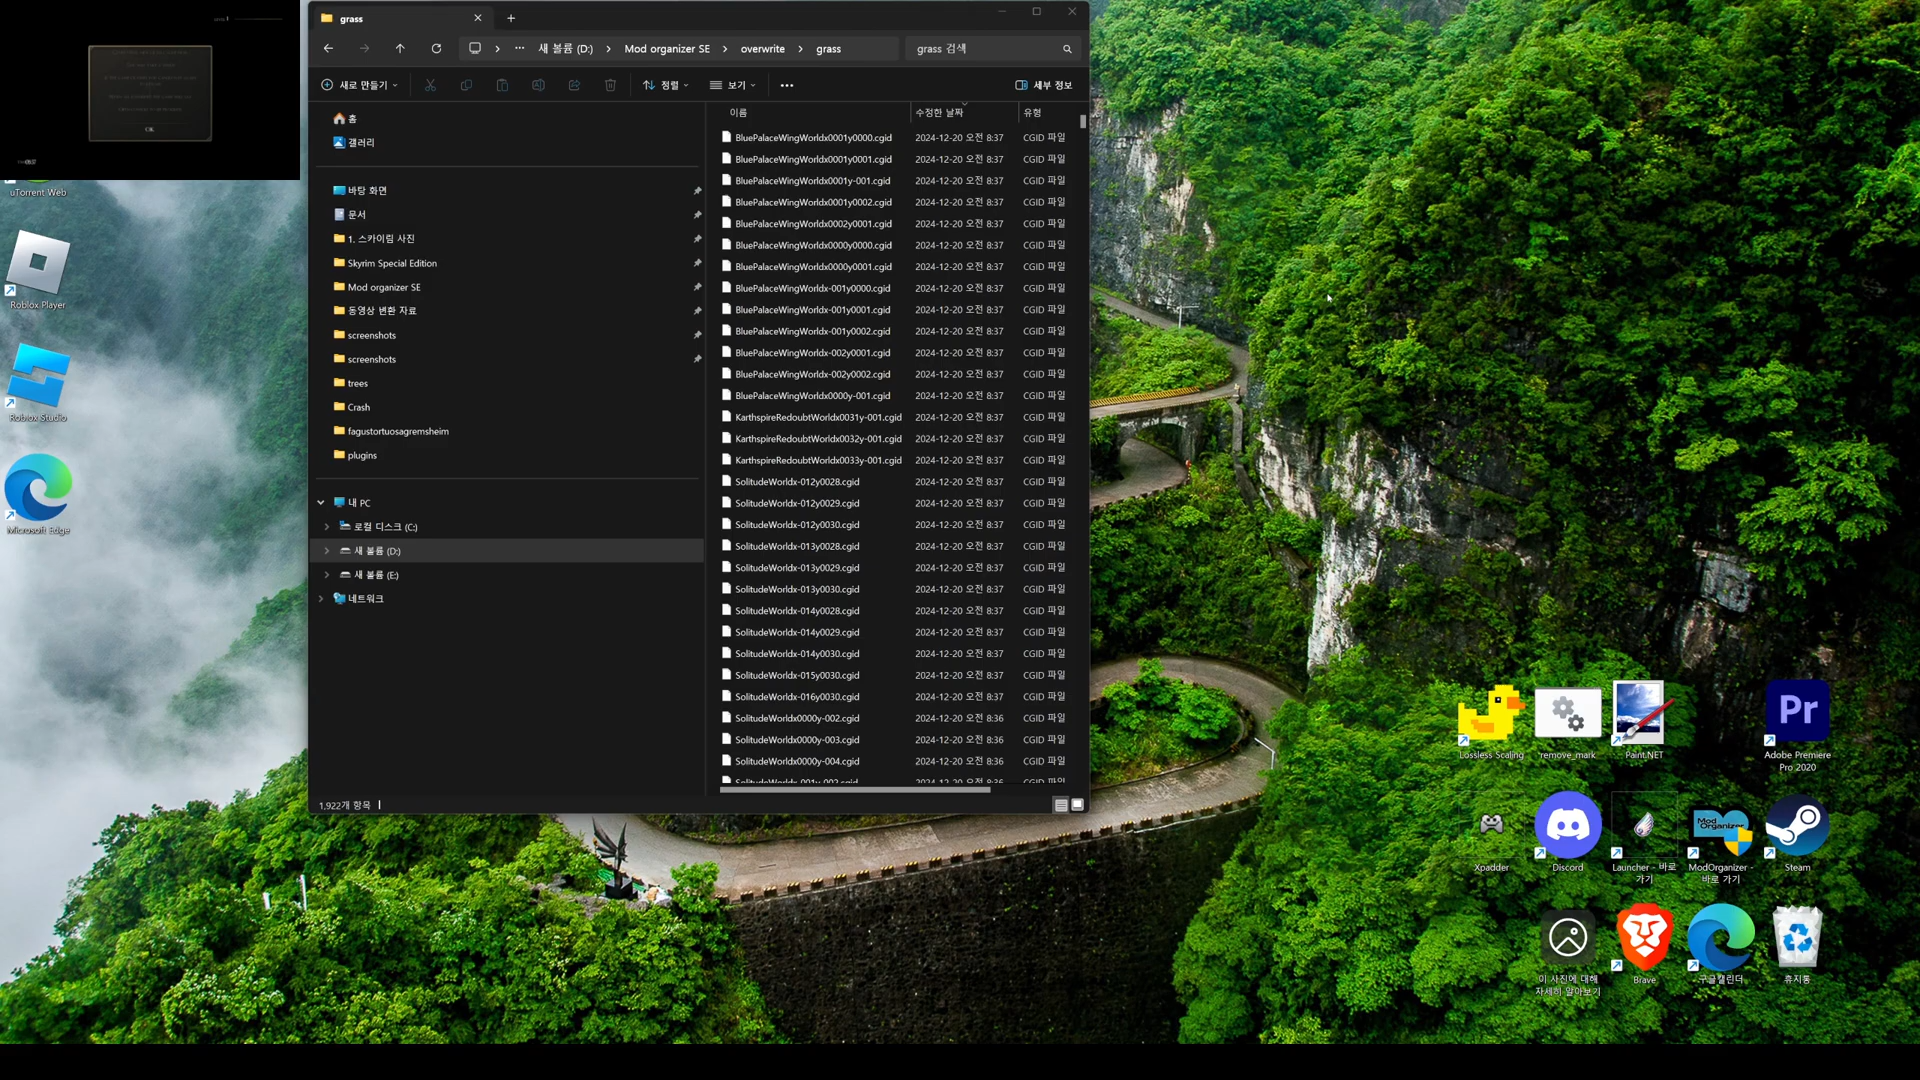 OK
grass
새 볼륨 (D:)
Mod organizer SE
overwrite
grass
grass 검색
새로 만들기
정렬
보기
세부 정보
홈
갤러리
바탕 화면
문서
1. 스카이림 사진
Skyrim Special Edition
Mod organizer SE
동영상 변환 자료
screenshots
screenshots
trees
Crash
fagustortuosagremsheim
plugins
내 PC
로컬 디스크 (C:)
새 볼륨 (D:)
새 볼륨 (E:)
네트워크
이름 수정한 날짜 유형
BluePalaceWingWorldx0001y0000.cgid 2024-12-20 오전 8:37 CGID 파일
BluePalaceWingWorldx0001y0001.cgid 2024-12-20 오전 8:37 CGID 파일
BluePalaceWingWorldx0001y-001.cgid 2024-12-20 오전 8:37 CGID 파일
BluePalaceWingWorldx0001y0002.cgid 2024-12-20 오전 8:37 CGID 파일
BluePalaceWingWorldx0002y0001.cgid 2024-12-20 오전 8:37 CGID 파일
BluePalaceWingWorldx0000y0000.cgid 2024-12-20 오전 8:37 CGID 파일
BluePalaceWingWorldx0000y0001.cgid 2024-12-20 오전 8:37 CGID 파일
BluePalaceWingWorldx-001y0000.cgid 2024-12-20 오전 8:37 CGID 파일
BluePalaceWingWorldx-001y0001.cgid 2024-12-20 오전 8:37 CGID 파일
BluePalaceWingWorldx-001y0002.cgid 2024-12-20 오전 8:37 CGID 파일
BluePalaceWingWorldx-002y0001.cgid 2024-12-20 오전 8:37 CGID 파일
BluePalaceWingWorldx-002y0002.cgid 2024-12-20 오전 8:37 CGID 파일
BluePalaceWingWorldx0000y-001.cgid 2024-12-20 오전 8:37 CGID 파일
KarthspireRedoubtWorldx0031y-001.cgid 2024-12-20 오전 8:37 CGID 파일
KarthspireRedoubtWorldx0032y-001.cgid 2024-12-20 오전 8:37 CGID 파일
KarthspireRedoubtWorldx0033y-001.cgid 2024-12-20 오전 8:37 CGID 파일
SolitudeWorldx-012y0028.cgid 2024-12-20 오전 8:37 CGID 파일
SolitudeWorldx-012y0029.cgid 2024-12-20 오전 8:37 CGID 파일
SolitudeWorldx-012y0030.cgid 2024-12-20 오전 8:37 CGID 파일
SolitudeWorldx-013y0028.cgid 2024-12-20 오전 8:37 CGID 파일
SolitudeWorldx-013y0029.cgid 2024-12-20 오전 8:37 CGID 파일
SolitudeWorldx-013y0030.cgid 2024-12-20 오전 8:37 CGID 파일
SolitudeWorldx-014y0028.cgid 2024-12-20 오전 8:37 CGID 파일
SolitudeWorldx-014y0029.cgid 2024-12-20 오전 8:37 CGID 파일
SolitudeWorldx-014y0030.cgid 2024-12-20 오전 8:37 CGID 파일
SolitudeWorldx-015y0030.cgid 2024-12-20 오전 8:37 CGID 파일
SolitudeWorldx-016y0030.cgid 2024-12-20 오전 8:37 CGID 파일
SolitudeWorldx0000y-002.cgid 2024-12-20 오전 8:36 CGID 파일
SolitudeWorldx0000y-003.cgid 2024-12-20 오전 8:36 CGID 파일
SolitudeWorldx0000y-004.cgid 2024-12-20 오전 8:36 CGID 파일
1,922개 항목
uTorrent Web
Roblox Player
Roblox Studio
Microsoft Edge
Lossless Scaling
remove_mark
Paint.NET
Pr
Adobe Premiere
Pro 2020
Xpadder
Discord
Launcher - 바로
가기
Mod
Organizer
ModOrganizer -
바로 가기
Steam
이 사진에 대해
자세히 알아보기
Brave
구글캘린더
휴지통